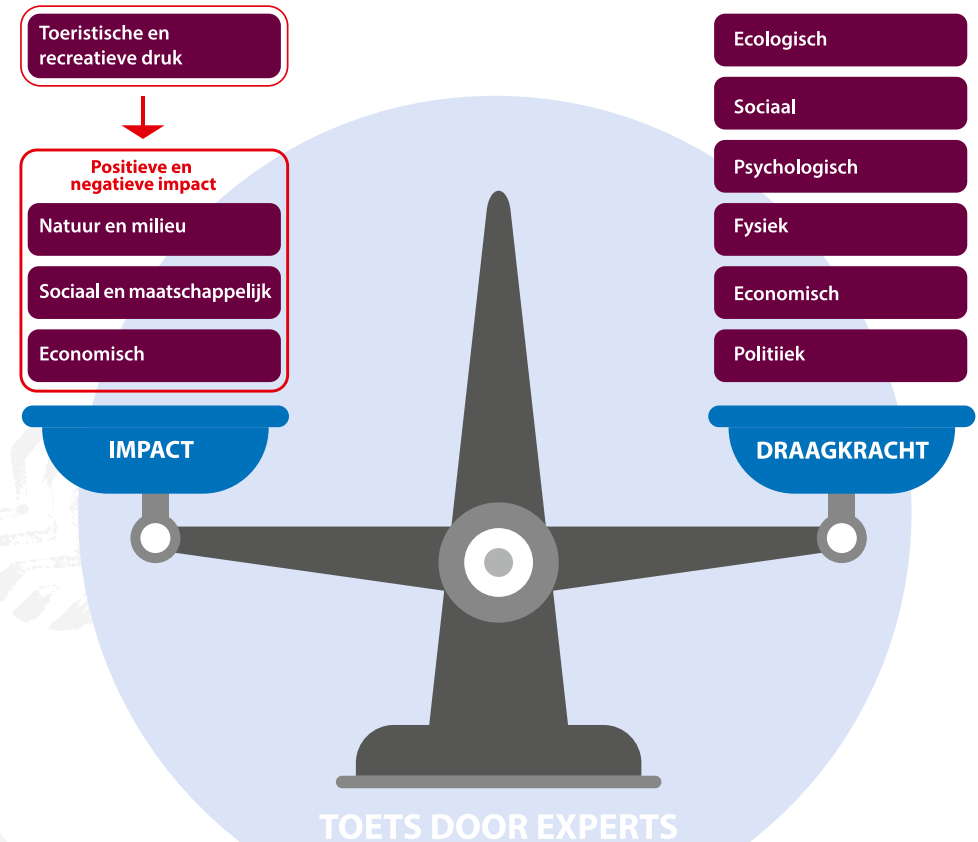 Toeristische en
recreatieve druk
Positieve en
negatieve impact
Natuur en milieu
Sociaal en maatschappelijk
Economisch
IMPACT
Ecologisch
Sociaal
Psychologisch
Fysiek
Economisch
Politiiek
DRAAGKRACHT
TOETS DOOR EXPERTS